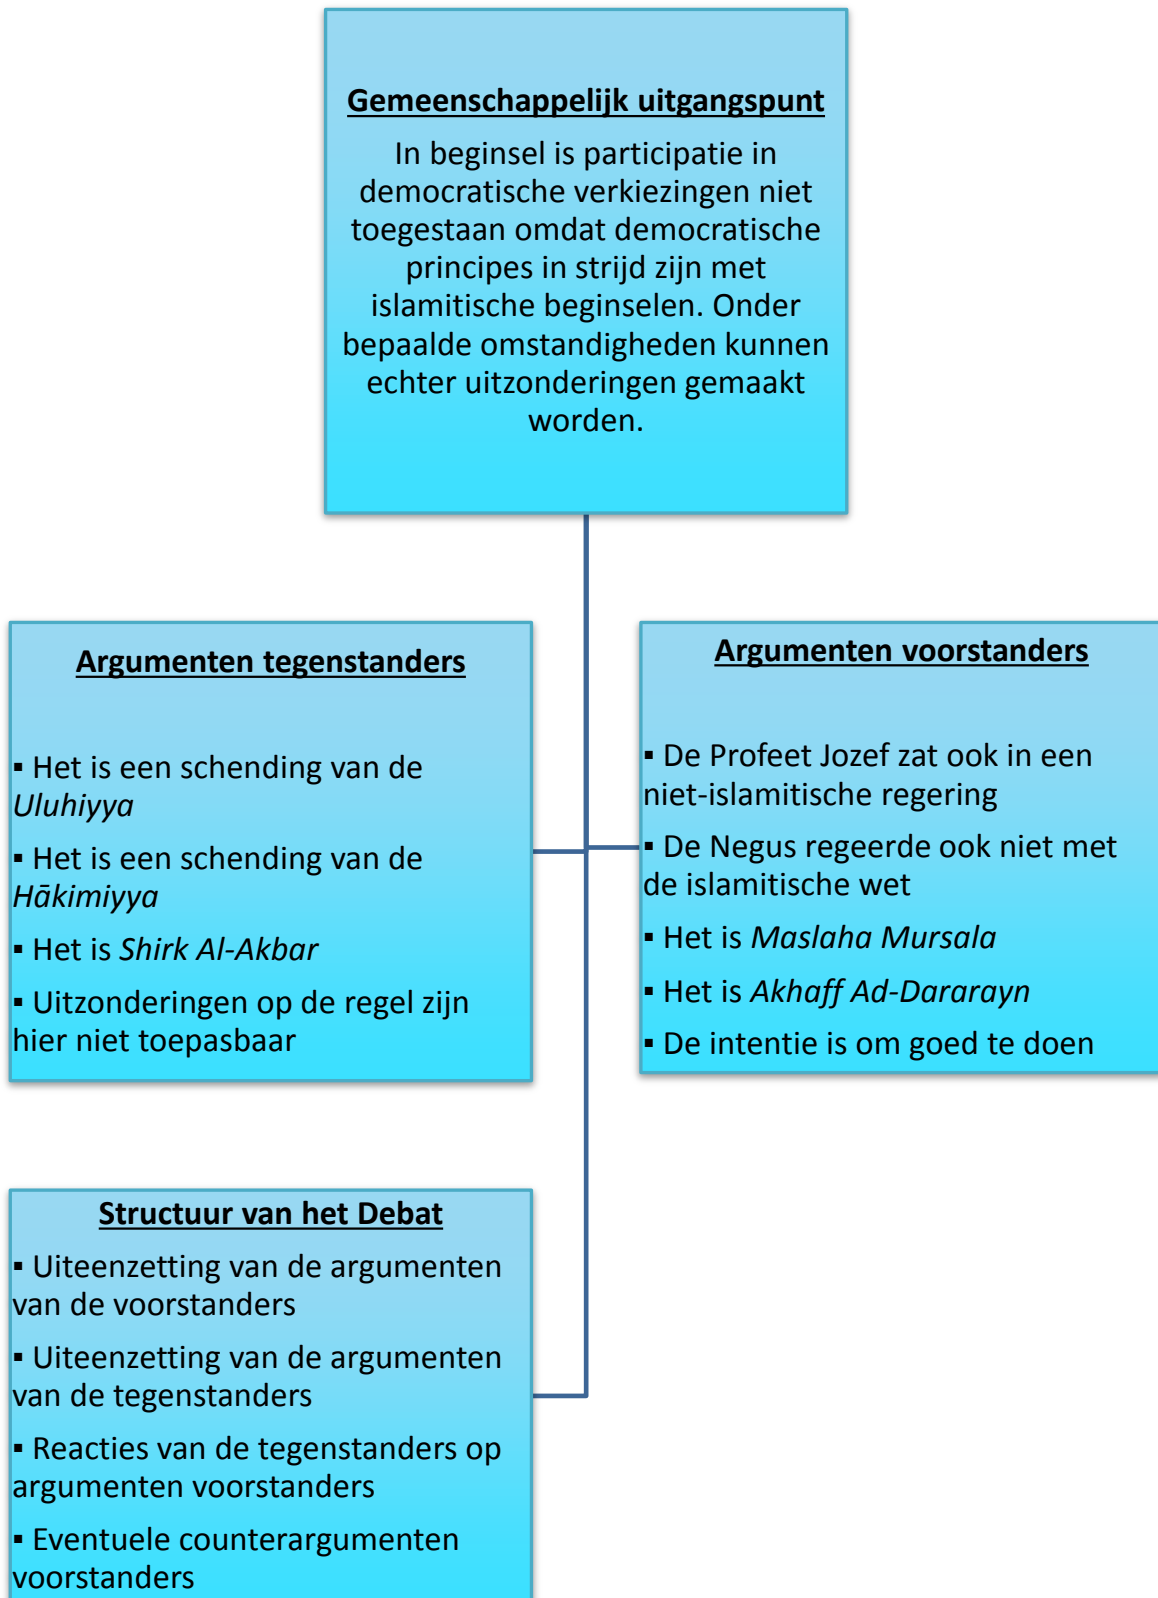 Gemeenschappelijk uitgangspunt
In beginsel is participatie in
democratische verkiezingen niet
toegestaan omdat democratische
principes in strijd zijn met
islamitische beginselen. Onder
bepaalde omstandigheden kunnen
echter uitzonderingen gemaakt
worden.
Argumenten tegenstanders
▪ Het is een schending van de
Uluhiyya
▪ Het is een schending van de
Hākimiyya
▪ Het is Shirk Al-Akbar
▪ Uitzonderingen op de regel zijn
hier niet toepasbaar
Argumenten voorstanders
▪ De Profeet Jozef zat ook in een
niet-islamitische regering
▪ De Negus regeerde ook niet met
de islamitische wet
▪ Het is Maslaha Mursala
▪ Het is Akhaff Ad-Dararayn
▪ De intentie is om goed te doen
Structuur van het Debat
▪ Uiteenzetting van de argumenten
van de voorstanders
▪ Uiteenzetting van de argumenten
van de tegenstanders
▪ Reacties van de tegenstanders op
argumenten voorstanders
▪ Eventuele counterargumenten
voorstanders